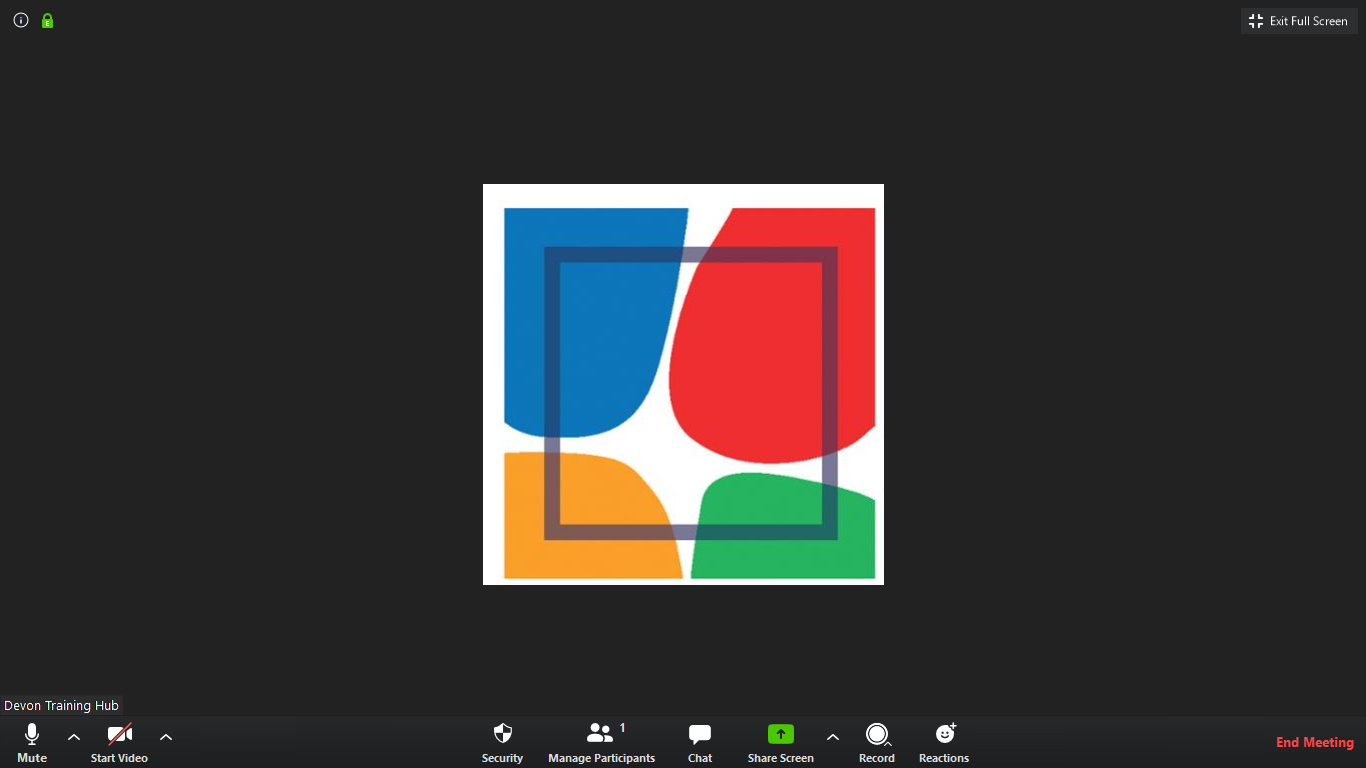 Exit Full Screen
Devon Training Hub
Mute
Start Video
Security
Manage Participants
1
Chat
Share Screen
Record
Reactions
End Meeting